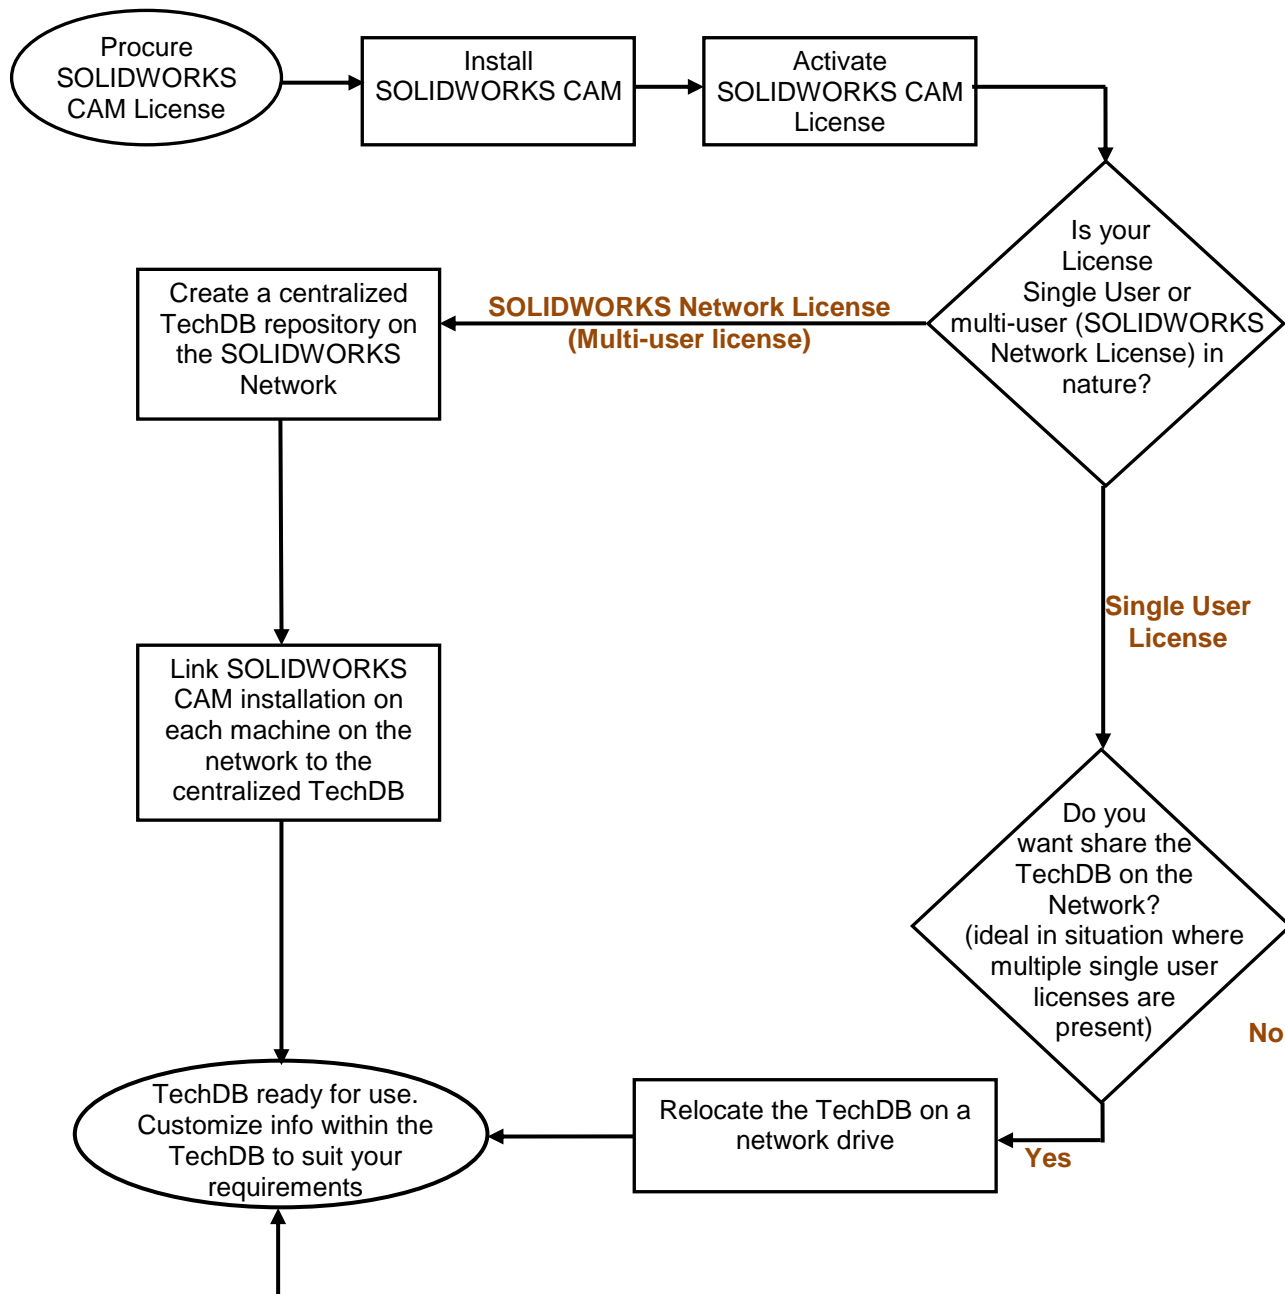 Procure
SOLIDWORKS
CAM License
Install
SOLIDWORKS CAM
Activate
SOLIDWORKS CAM
License
Is your
License
Single User or
multi-user (SOLIDWORKS
Network License) in
nature?
SOLIDWORKS Network License
(Multi-user license)
Create a centralized
TechDB repository on
the SOLIDWORKS
Network
Single User
License
Link SOLIDWORKS
CAM installation on
each machine on the
network to the
centralized TechDB
Do you
want share the
TechDB on the
Network?
(ideal in situation where
multiple single user
licenses are
present)
No
Yes
Relocate the TechDB on a
network drive
TechDB ready for use.
Customize info within the
TechDB to suit your
requirements